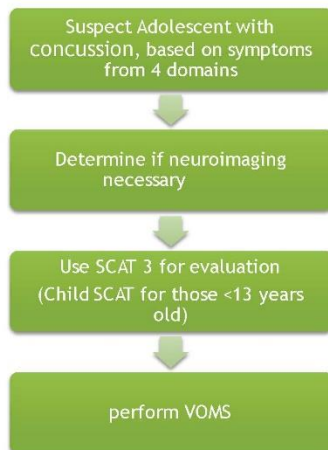 Suspect Adolescent with
concussion, based on symptoms
from 4 domains
Determine if neuroimaging
necessary
Use SCAT 3 for evaluation
(Child SCAT for those <13 years
old)
perform VOMS